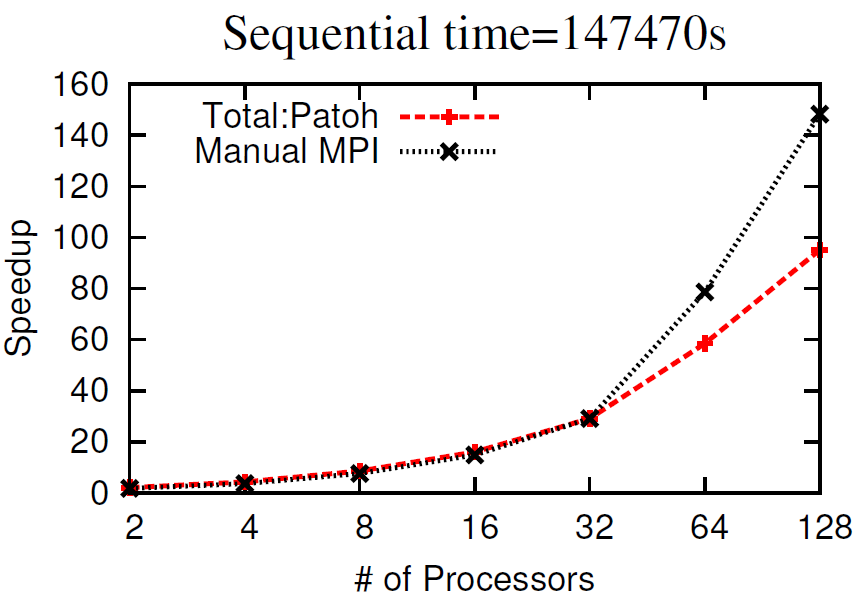 Sequential time=147470s
160
140
120
100
80
60
40
20
0
Speedup
Total:Patoh
Manual MPI
2 4 8 16 32 64 128
# of Processors